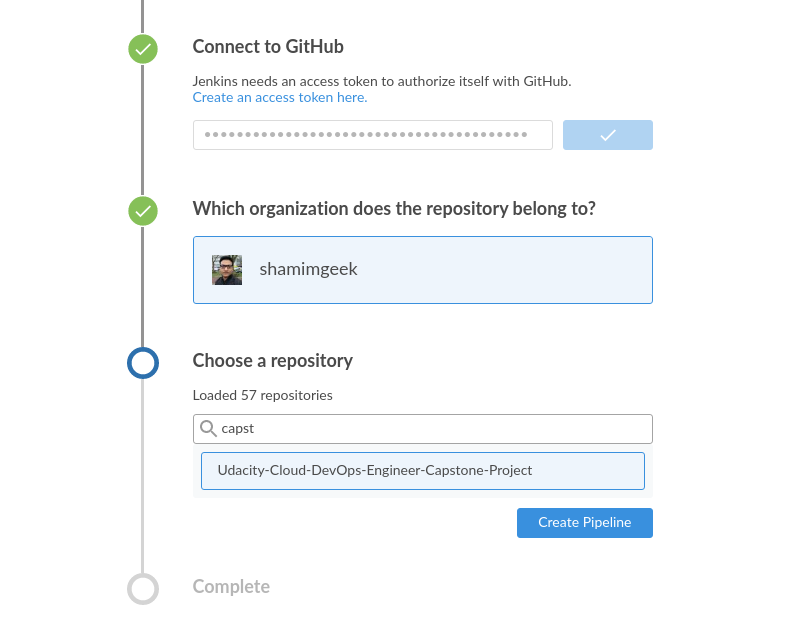 Connect to GitHub
Jenkins needs an access token to authorize itself with GitHub.
Create an access token here.
Which organization does the repository belong to?
shamimgeek
Choose a repository
Loaded 57 repositories
capst
Udacity-Cloud-DevOps-Engineer-Capstone-Project
Create Pipeline
Complete